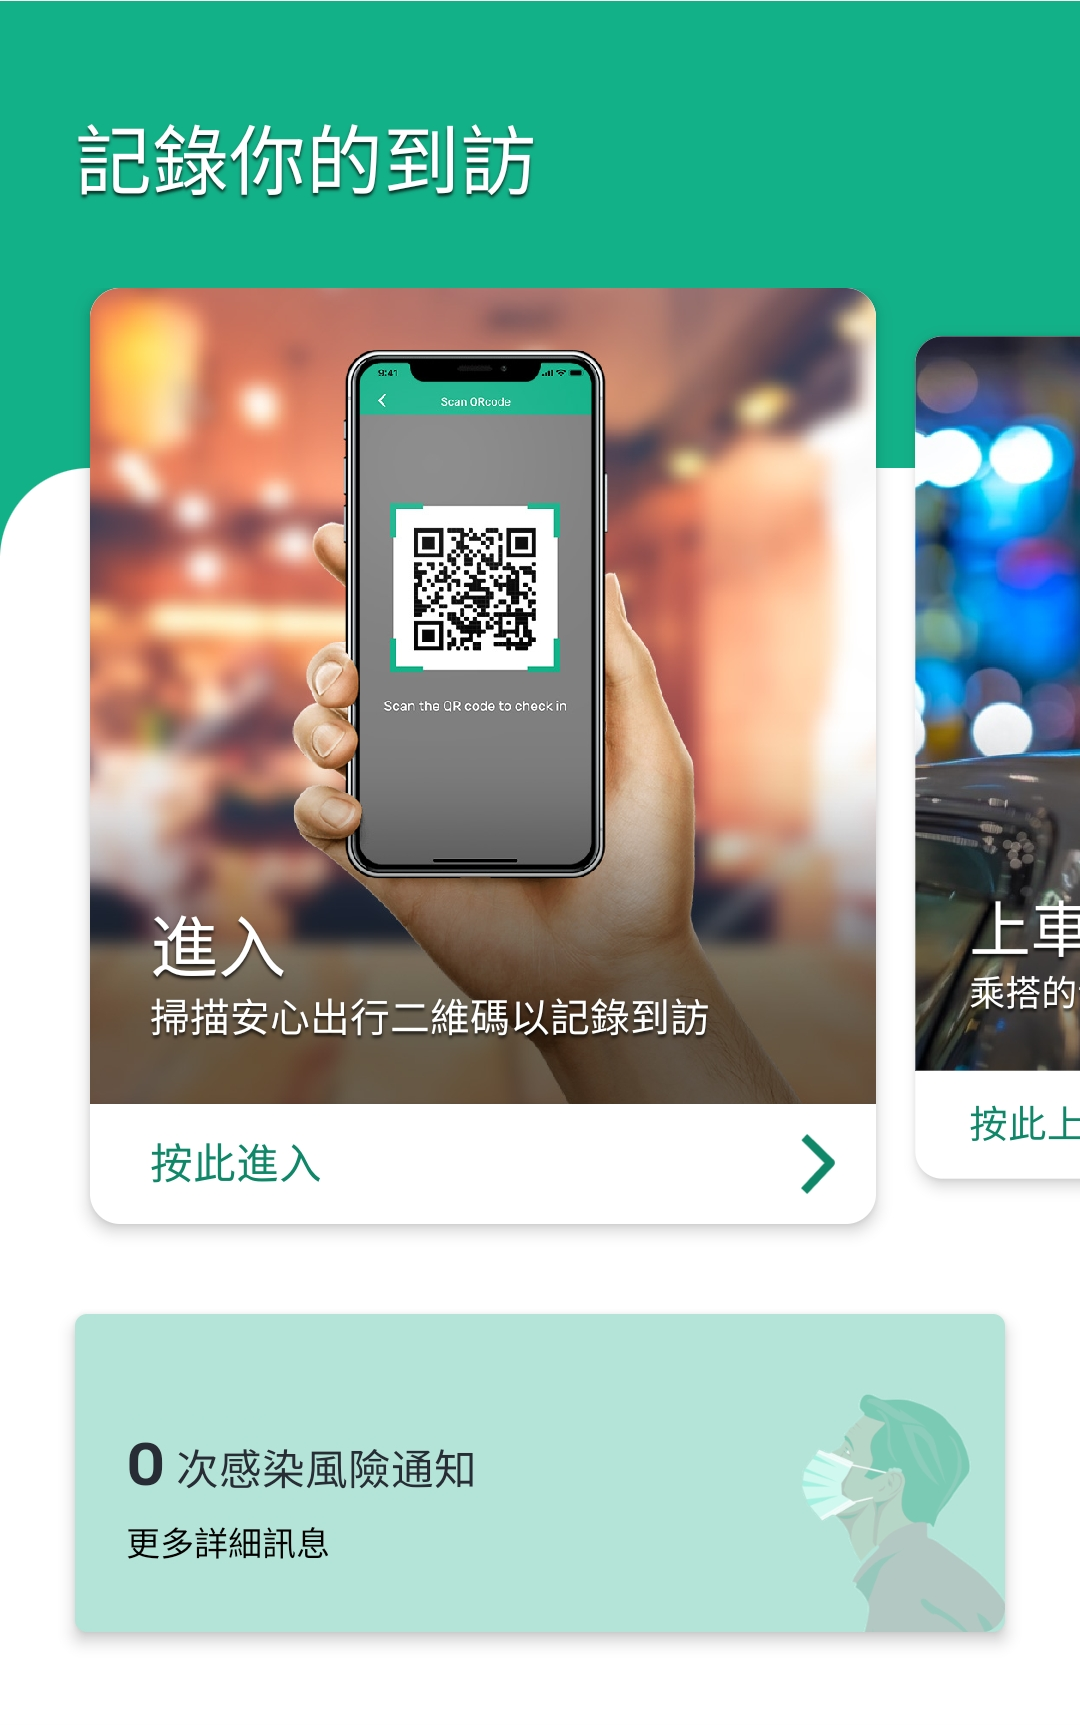 記錄你的到訪
9:41
Scan QRcode
Scan the QR code to check in
進入
掃描安心出行二維碼以記錄到訪
按此進入
上車
乘搭的
按此上
0 次感染風險通知
更多詳細訊息